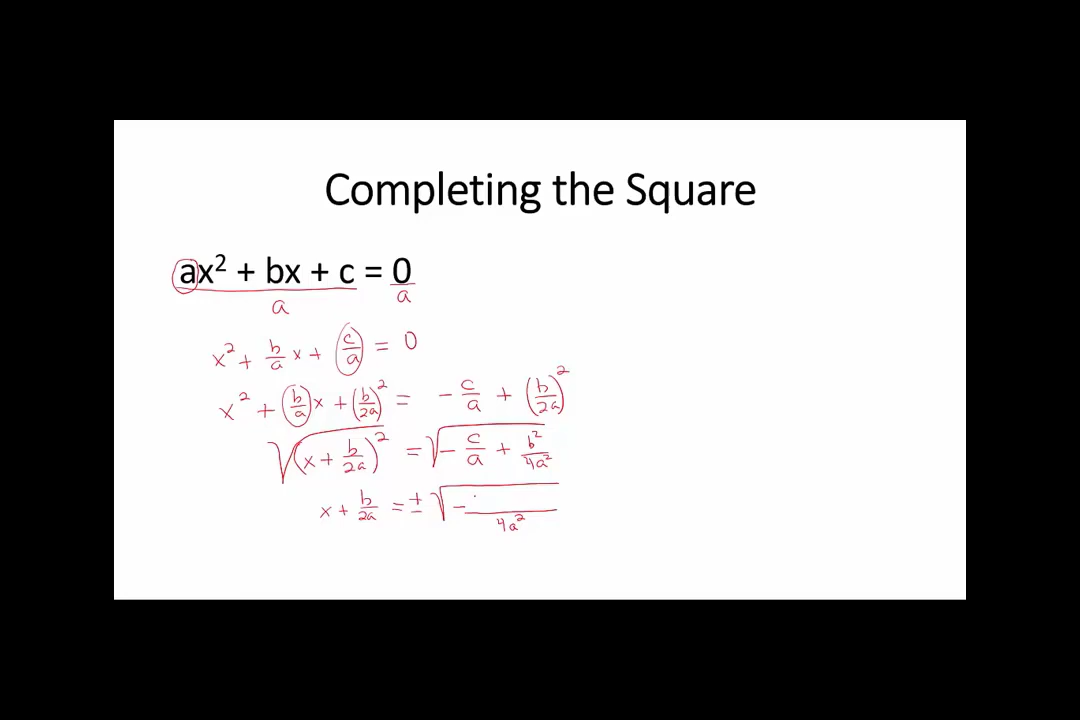 Completing the Square
ax² + bx + c = 0
a a
x² + b/a x + c/a = 0
x² + b/a x + (b/2a)² = - c/a + (b/2a)²
√(x + b/2a)² = √- c/a + b²/4a²
x + b/2a = ± √- /4a²